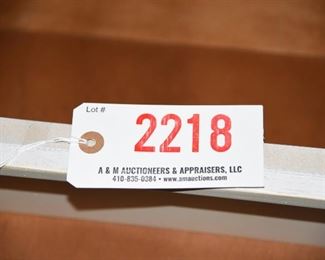 Lot #
2218
A & M AUCTIONEERS & APPRAISERS, LLC
410-835-0384 • www.amauctions.com